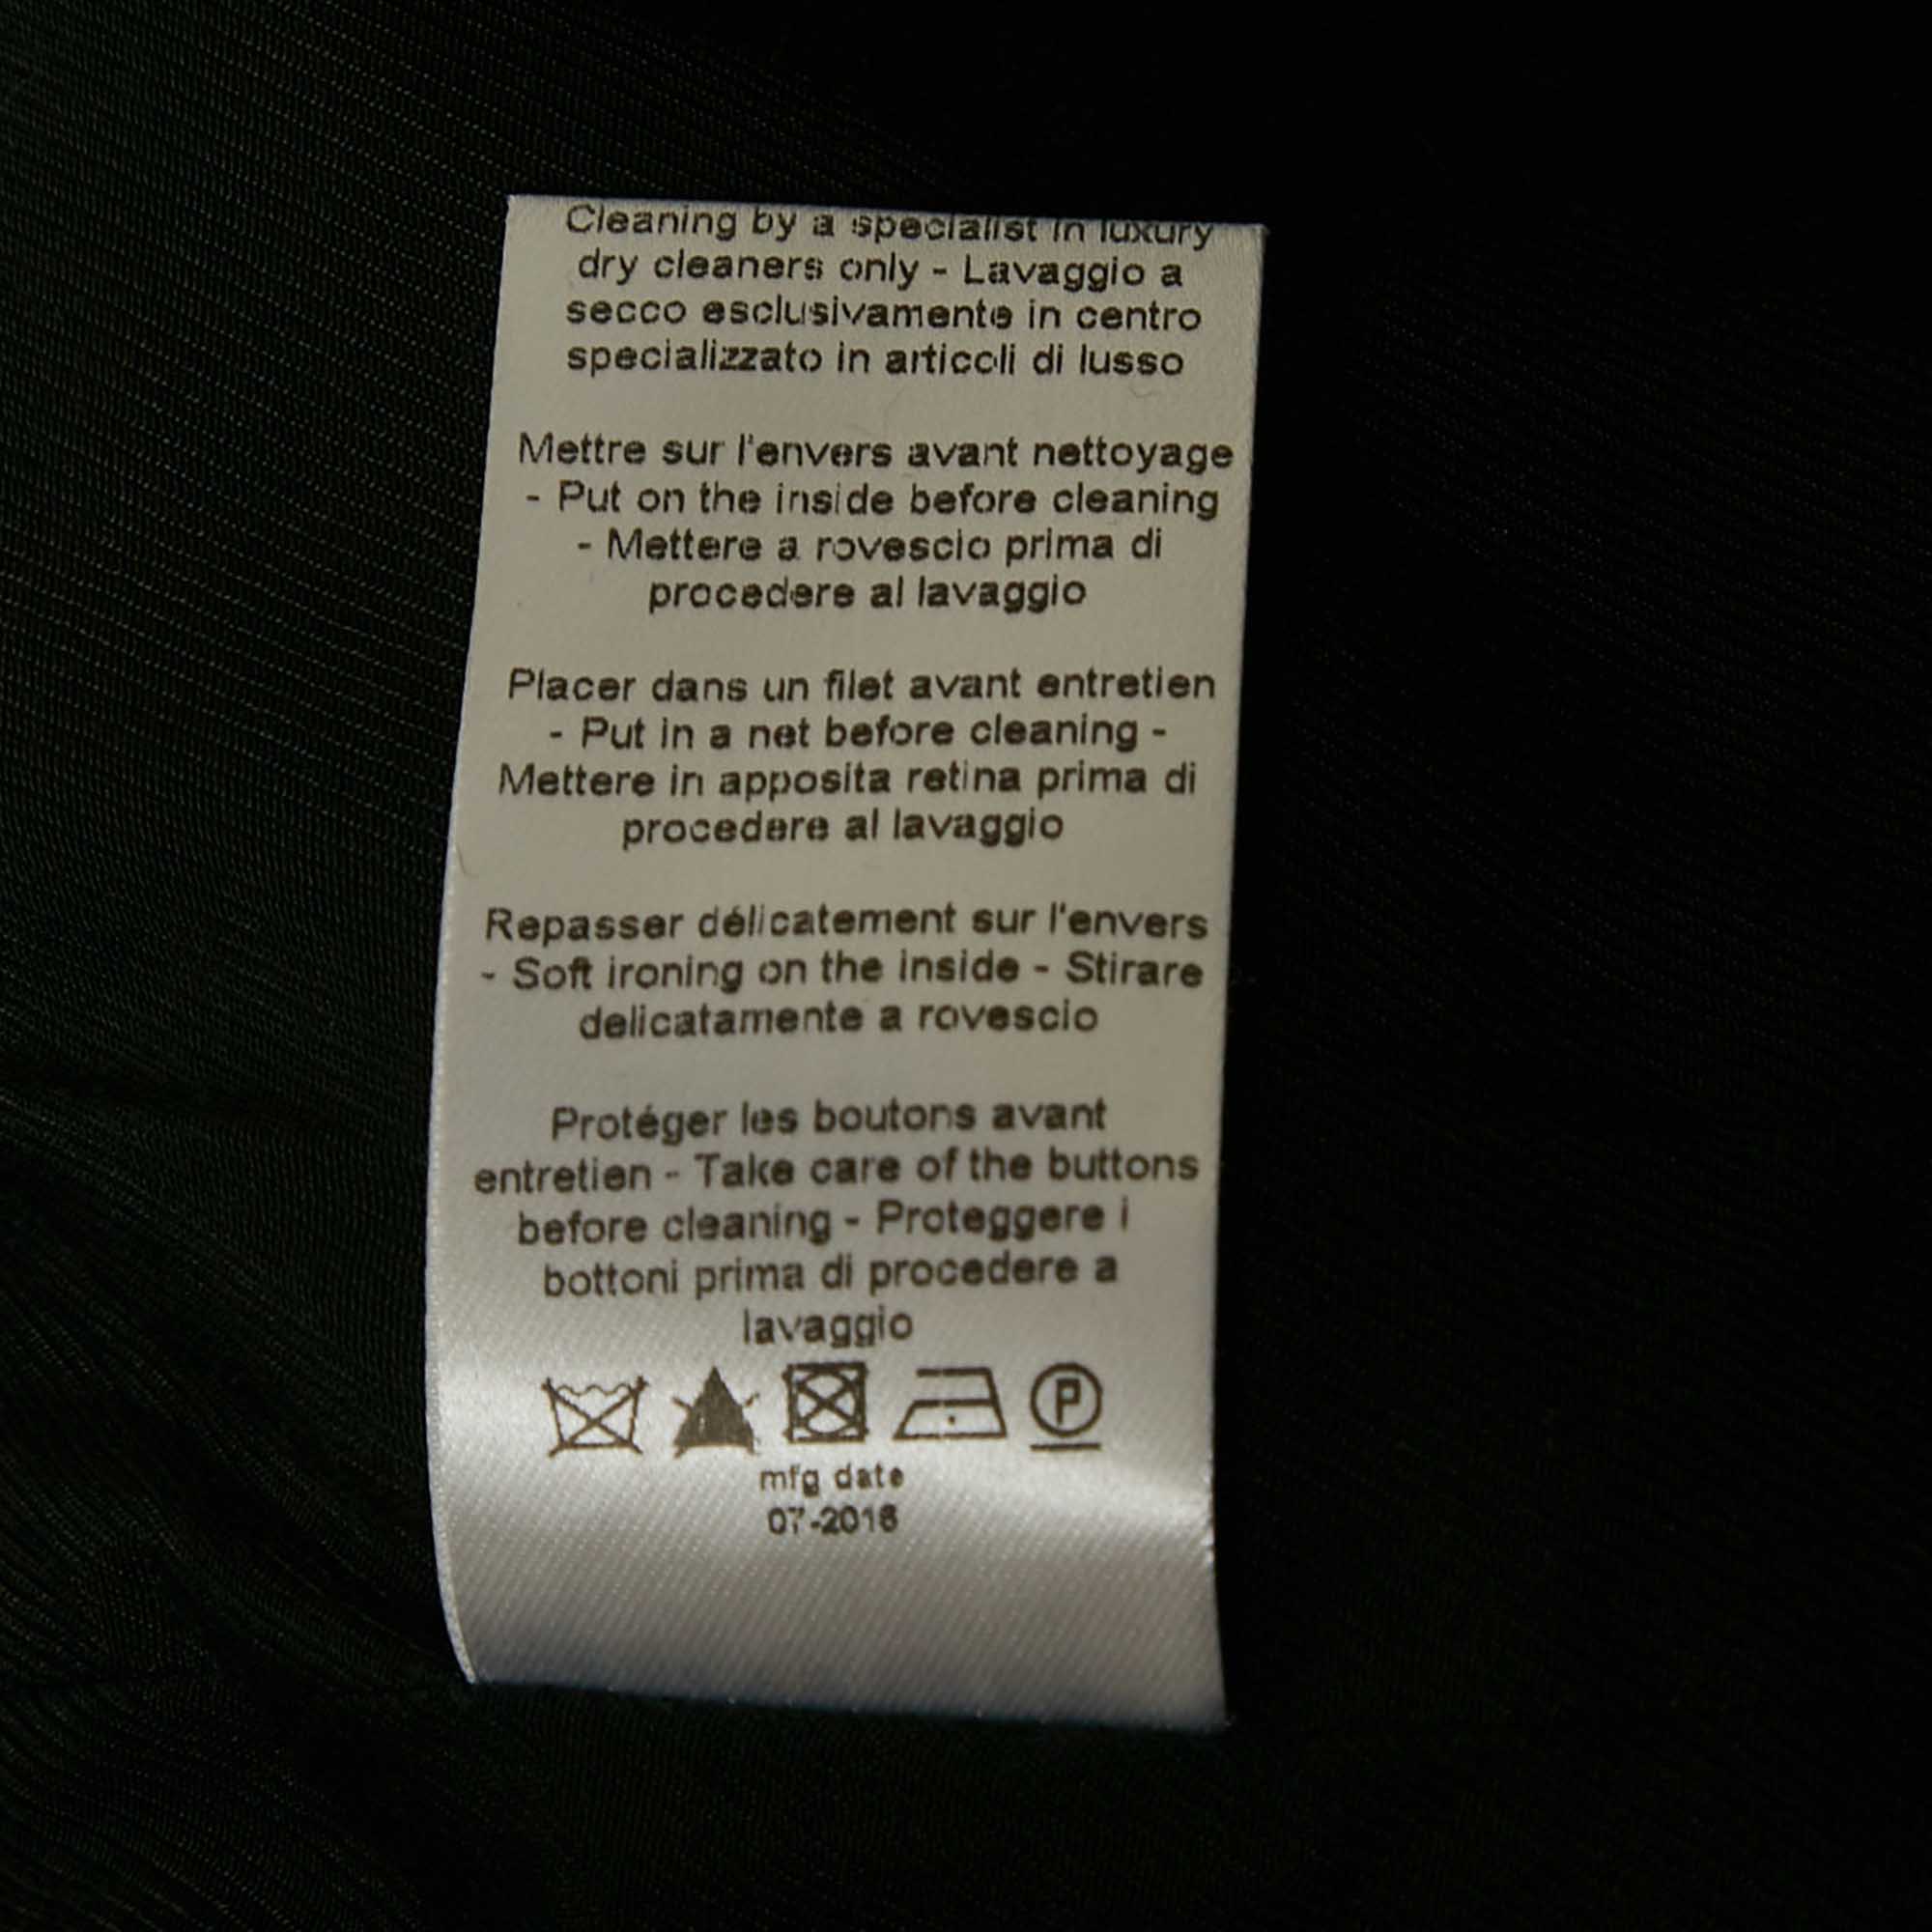 Cleaning by a specialist in luxury
dry cleaners only - Lavaggio a
secco esclusivamente in centro
specializzato in articoli di lusso
Mettre sur l'envers avant nettoyage
- Put on the inside before cleaning
- Mettere a rovescio prima di
procedere al lavaggio
Placer dans un filet avant entretien
- Put in a net before cleaning -
Mettere in apposita retina prima di
procedere al lavaggio
Repasser délicatement sur l'envers
- Soft ironing on the inside - Stirare
delicatamente a rovescio
Protéger les boutons avant
entretien - Take care of the buttons
before cleaning - Proteggere i
bottoni prima di procedere a
lavaggio
P
mfg date
07-2016